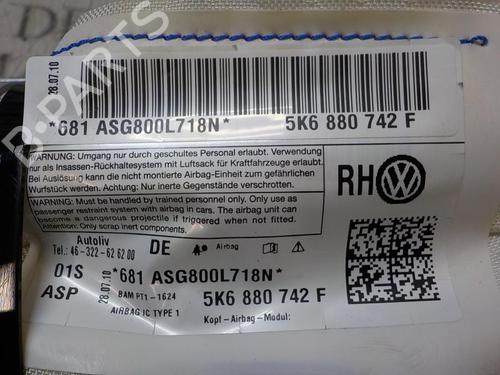 B-PARTS
28.07.10
*681 ASG800L718N*
5K6 880 742 F
WARNUNG: Umgang nur durch geschultes Personal erlaubt. Verwendung
nur als Insassen-Rückhaltesystem mit Luftsack für Kraftfahrzeuge erlaubt.
Bei Auslösung kann die nicht montierte Airbag-Einheit zum gefährlichen
Wurfstück werden. Achtung: Nur inerte Gegenstände verschrotten.
WARNING: Must be handled by trained personnel only. Only use as
passenger restraint system with airbag in cars. The airbag unit can
become a dangerous projectile if triggered when not fitted.
Attention: Only scrap inert components.
RH
Autoliv
Tel.: 46-322-62 62 00
DE
Airbag
01S
ASP
28.07.10
*681 ASG800L718N*
BAM PT1-1624
5K6 880 742 F
AIRBAG IC TYPE 1
Kopf-Airbag-Modul: